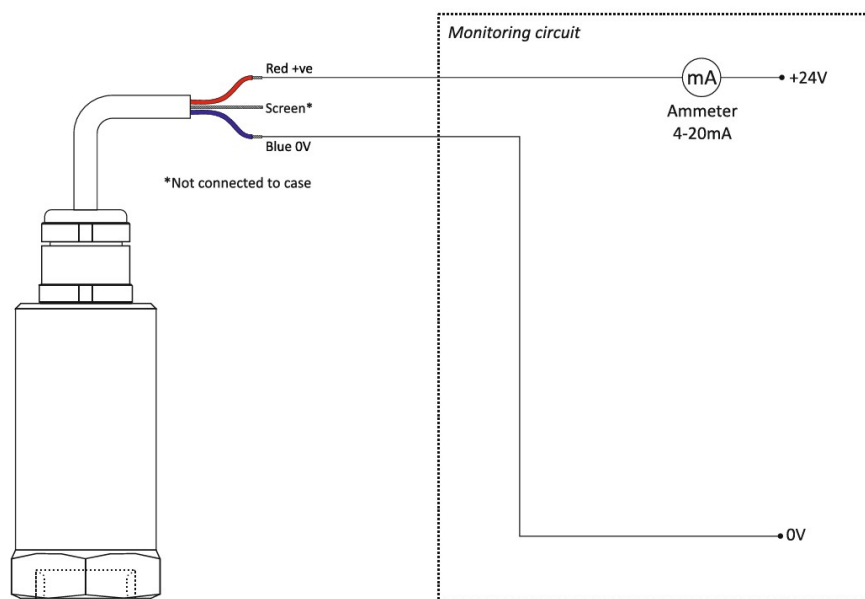 Monitoring circuit
Red +ve
mA
+24V
Screen*
Ammeter
4-20mA
Blue 0V
*Not connected to case
0V